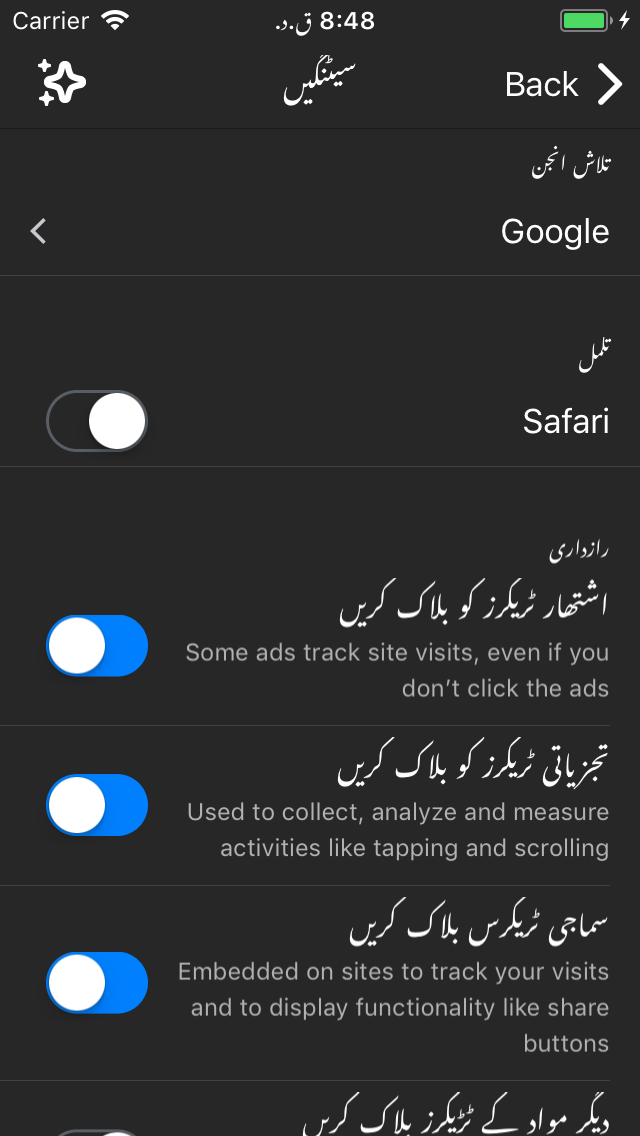 Carrier 8:48 ق.د.
سیٹنگیں
Back
تلاش انجن
Google
تلمل
Safari
رازداری
اشتھار ٹریکرز کو بلاک کریں
Some ads track site visits, even if you
don’t click the ads
تجزیاتی ٹریکرز کو بلاک کریں
Used to collect, analyze and measure
activities like tapping and scrolling
سماجی ٹریکرس بلاک کریں
Embedded on sites to track your visits
and to display functionality like share
buttons
دیگر مواد کے ٹڑیکرز بلاک کریں